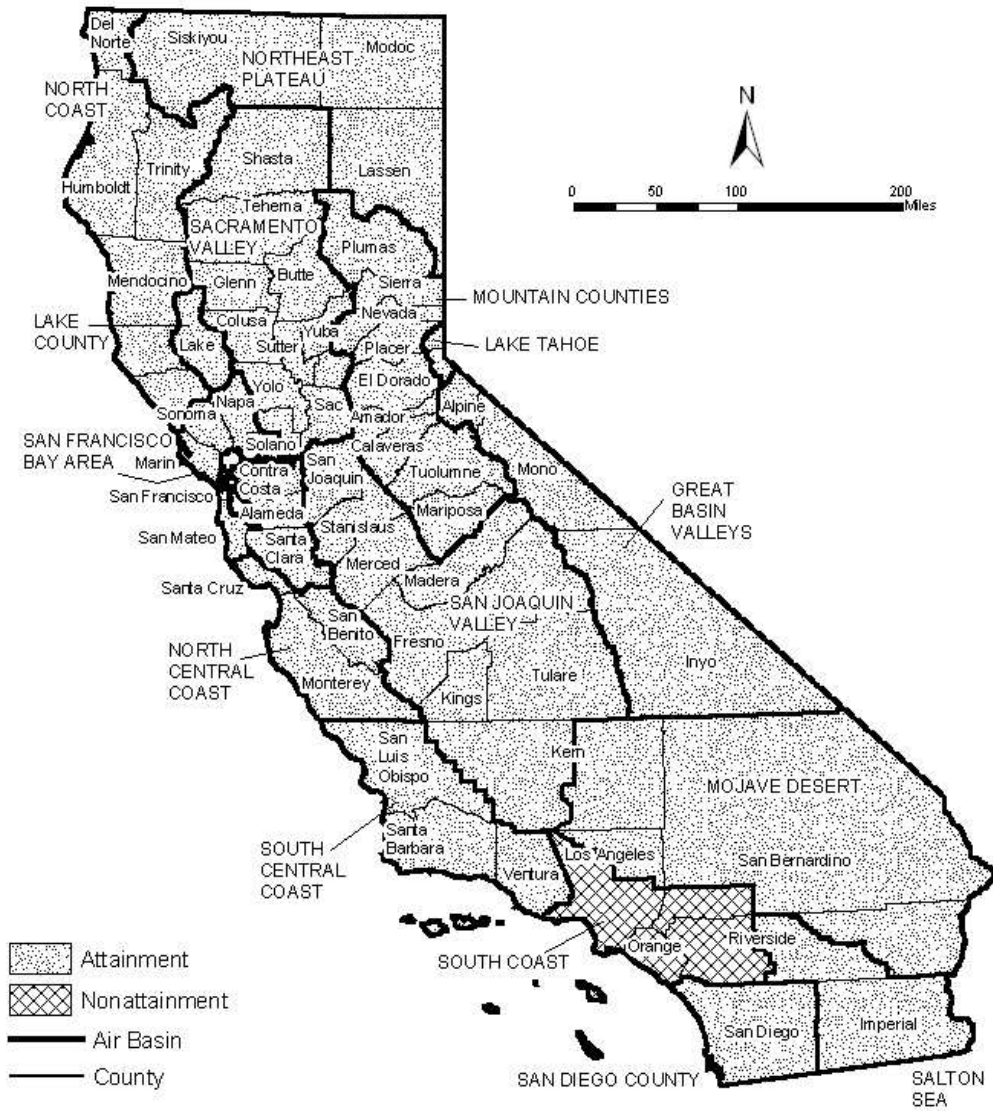 Del
Norte
Siskiyou
Modoc
NORTHEAST
PLATEAU
NORTH
COAST
N
Trinity
Shasta
Lassen
Humboldt
0 50 100 200
Miles
Tehema
SACRAMENTO
VALLEY
Plumas
Mendocino
Glenn
Butte
Sierra
MOUNTAIN COUNTIES
Nevada
LAKE
COUNTY
Colusa
Yuba
Lake
Sutter
Placer
LAKE TAHOE
Yolo
El Dorado
Napa
Sac
Alpine
Sonoma
Amador
SAN FRANCISCO
BAY AREA
Solano
Calaveras
Marin
Contra
Costa
San
Joaquin
Tuolumne
Mono
San Francisco
GREAT
BASIN
VALLEYS
Alameda
Mariposa
Stanislaus
San Mateo
Santa
Clara
Merced
Madera
Santa Cruz
SAN JOAQUIN
VALLEY
San
Benito
Fresno
NORTH
CENTRAL
COAST
Inyo
Monterey
Tulare
Kings
San
Luis
Obispo
Kern
MOJAVE DESERT
SOUTH
CENTRAL
COAST
Santa
Barbara
Los Angeles
San Bernardino
Ventura
Orange
Riverside
SOUTH COAST
Attainment
Nonattainment
Air Basin
County
San Diego
Imperial
SAN DIEGO COUNTY
SALTON
SEA